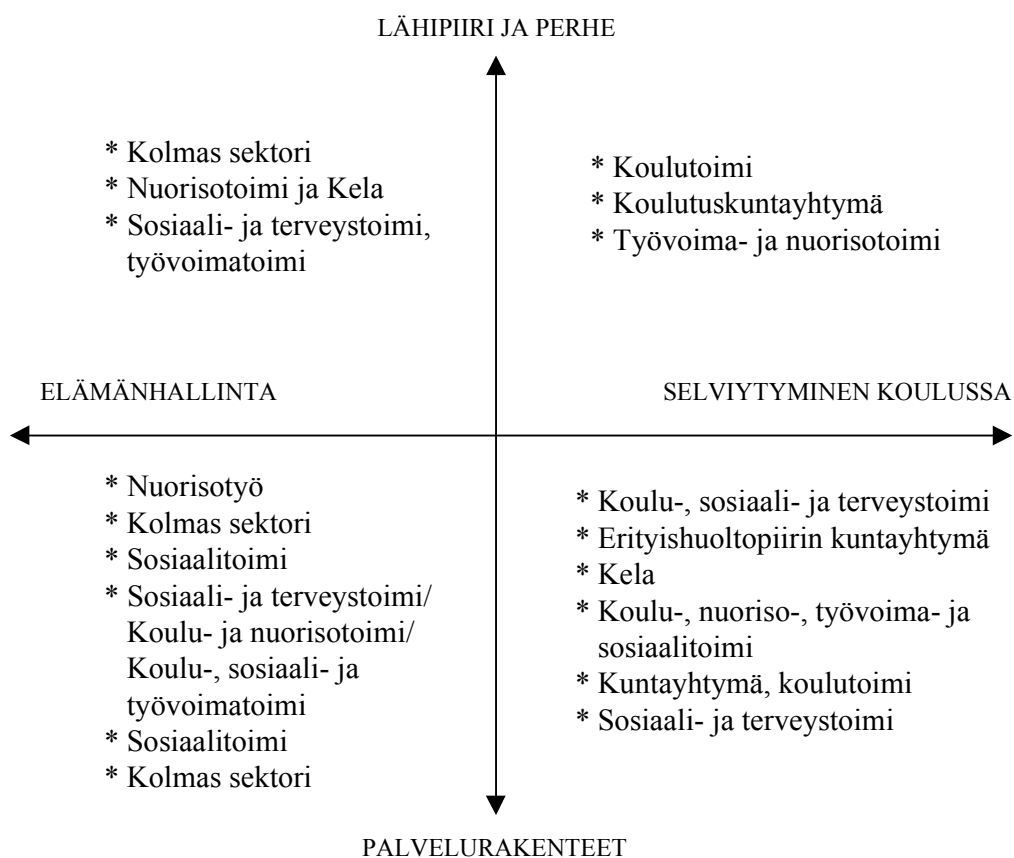 LÄHIPIIRI JA PERHE
* Kolmas sektori
* Nuorisotoimi ja Kela
* Sosiaali- ja terveystoimi,
työvoimatoimi
* Koulutoimi
* Koulutuskuntayhtymä
* Työvoima- ja nuorisotoimi
ELÄMÄNHALLINTA
SELVIYTYMINEN KOULUSSA
* Nuorisotyö
* Kolmas sektori
* Sosiaalitoimi
* Sosiaali- ja terveystoimi/
Koulu- ja nuorisotoimi/
Koulu-, sosiaali- ja
työvoimatoimi
* Sosiaalitoimi
* Kolmas sektori
* Koulu-, sosiaali- ja terveystoimi
* Erityishuoltopiirin kuntayhtymä
* Kela
* Koulu-, nuoriso-, työvoima- ja
sosiaalitoimi
* Kuntayhtymä, koulutoimi
* Sosiaali- ja terveystoimi
PALVELURAKENTEET